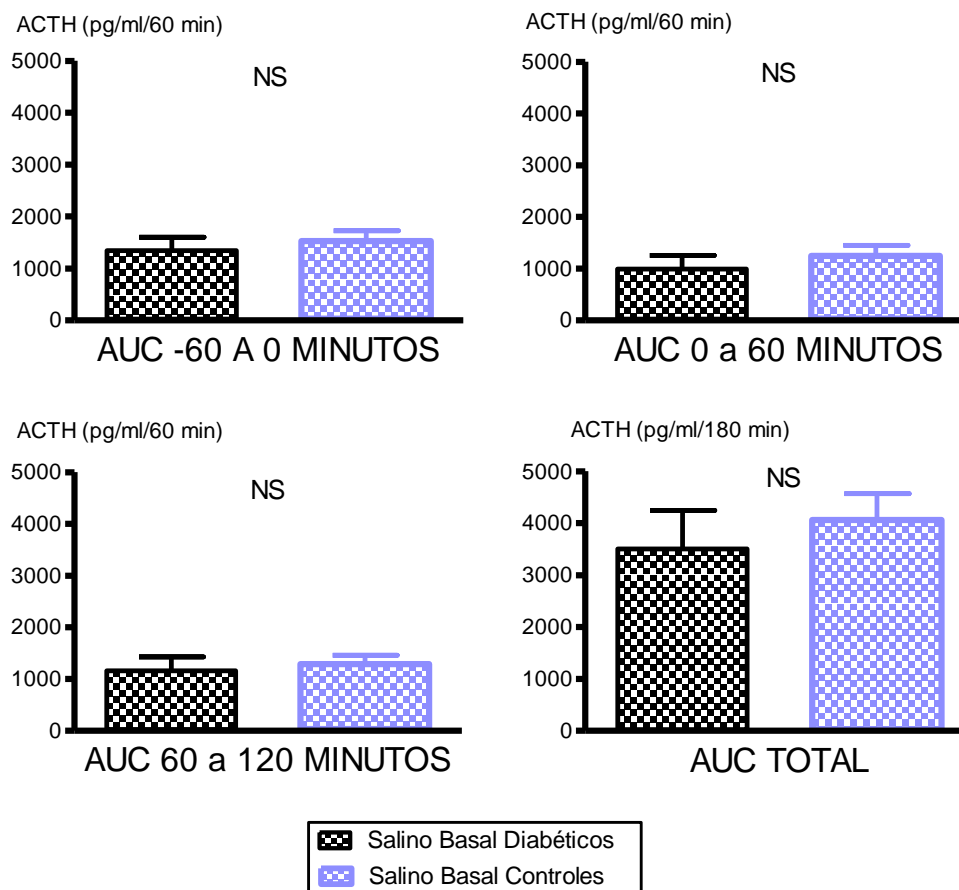 ACTH (pg/ml/60 min)
5000
4000
3000
2000
1000
0
NS
AUC -60 A 0 MINUTOS
ACTH (pg/ml/60 min)
5000
4000
3000
2000
1000
0
NS
AUC 0 a 60 MINUTOS
ACTH (pg/ml/60 min)
5000
4000
3000
2000
1000
0
NS
AUC 60 a 120 MINUTOS
ACTH (pg/ml/180 min)
5000
4000
3000
2000
1000
0
NS
AUC TOTAL
Salino Basal Diabéticos
Salino Basal Controles